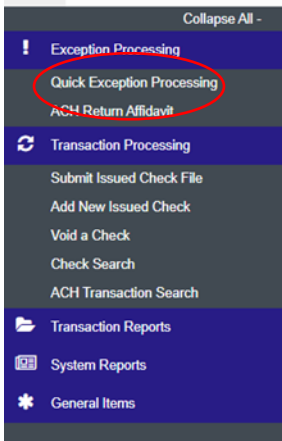 Collapse All -
Exception Processing
Quick Exception Processing
ACH Return Affidavit
Transaction Processing
Submit Issued Check File
Add New Issued Check
Void a Check
Check Search
ACH Transaction Search
Transaction Reports
System Reports
General Items